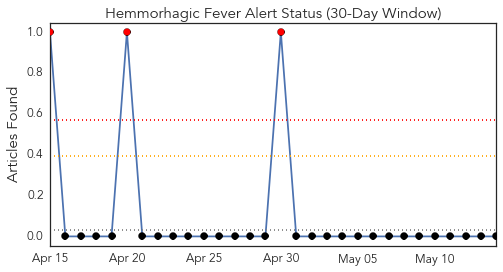 Hemmorhagic Fever Alert Status (30-Day Window)
1.0
0.8
0.6
0.4
0.2
0.0
Articles Found
Apr 15 Apr 20 Apr 25 Apr 30 May 05 May 10